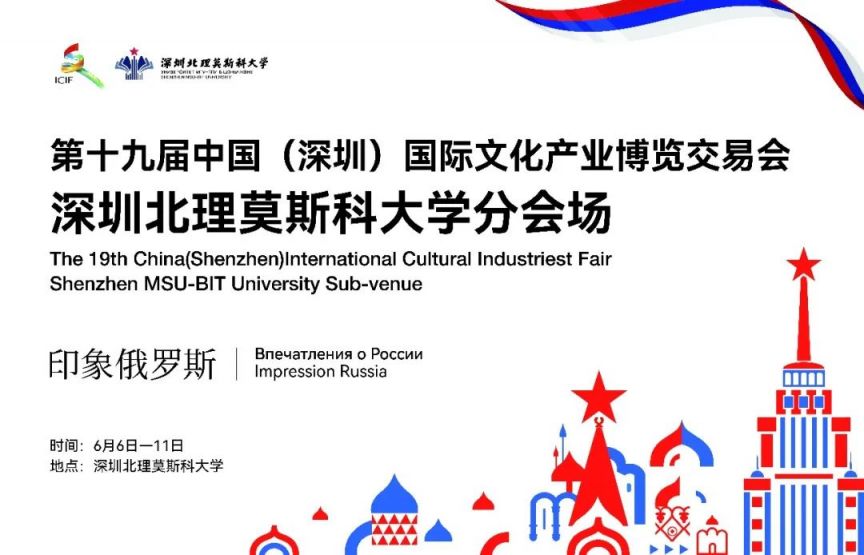 ICIF
深圳北理莫斯科大学
第十九届中国（深圳）国际文化产业博览交易会
深圳北理莫斯科大学分会场
The 19th China(Shenzhen)International Cultural Industriest Fair
Shenzhen MSU-BIT University Sub-venue
印象俄罗斯
Впечатления о России
Impression Russia
时间：6月6日—11日
地点：深圳北理莫斯科大学